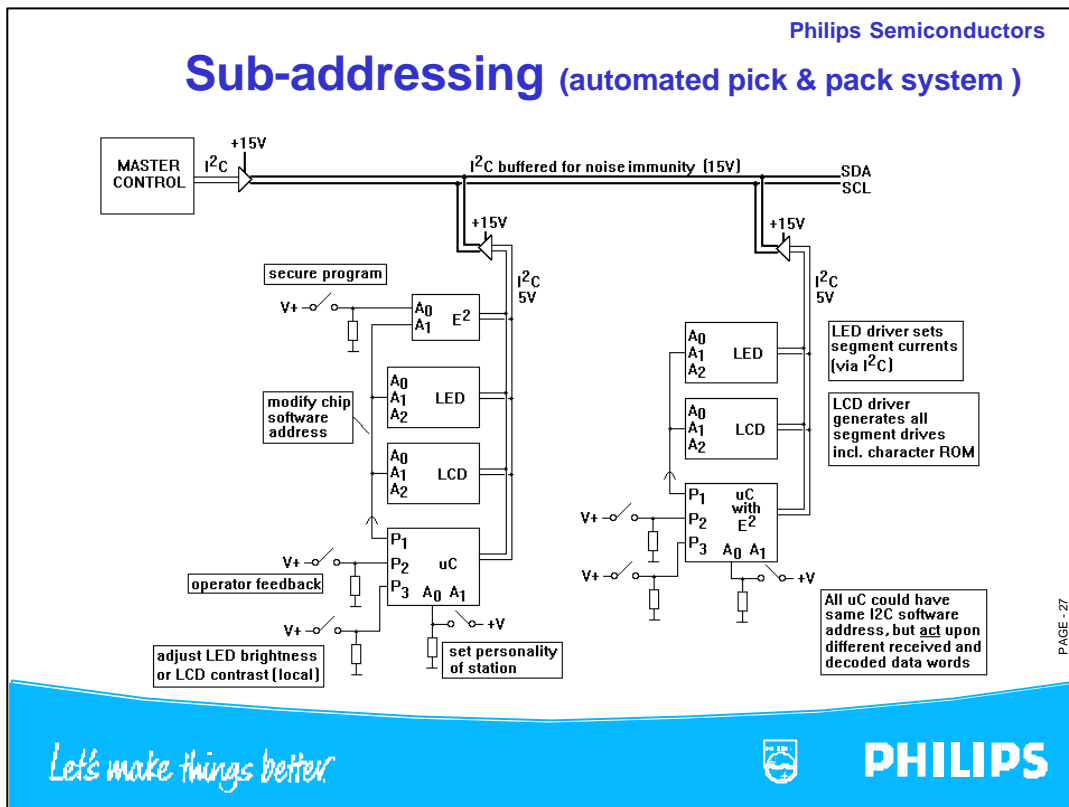 Philips Semiconductors
Sub-addressing (automated pick & pack system )
MASTER
CONTROL
I²C
+15V
I²C buffered for noise immunity (15V)
SDA
SCL
+15V
I²C
5V
secure program
V+
A₀
A₁
E²
A₀
A₁
A₂
LED
modify chip
software
address
A₀
A₁
A₂
LCD
P₁
P₂
P₃
uC
A₀ A₁
V+
operator feedback
V+
adjust LED brightness
or LCD contrast (local)
+V
set personality
of station
+15V
I²C
5V
A₀
A₁
A₂
LED
LED driver sets
segment currents
(via I²C)
A₀
A₁
A₂
LCD
LCD driver
generates all
segment drives
incl. character ROM
P₁
P₂
P₃
uC
with
E²
A₀ A₁
V+
V+
+V
All uC could have
same I2C software
address, but act upon
different received and
decoded data words
PAGE - 27
Let's make things better.
PHILIPS